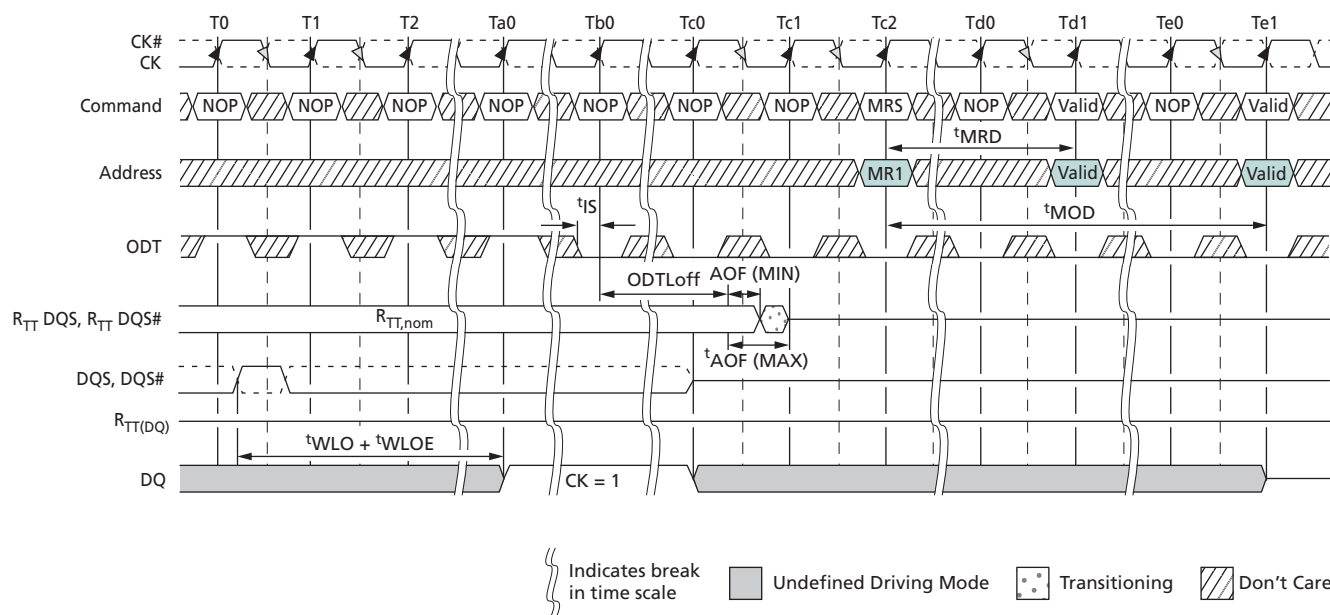 T0 T1 T2 Ta0 Tb0 Tc0 Tc1 Tc2 Td0 Td1 Te0 Te1
CK#
CK
Command NOP NOP NOP NOP NOP NOP NOP MRS NOP Valid NOP Valid
tMRD
Address MR1 Valid Valid
tIS
tMOD
ODT
ODTLoff AOF (MIN)
RTT DQS, RTT DQS# RTT,nom
tAOF (MAX)
DQS, DQS#
RTT(DQ)
tWLO + tWLOE
DQ CK = 1
Indicates break
in time scale
Undefined Driving Mode
Transitioning
Don't Care